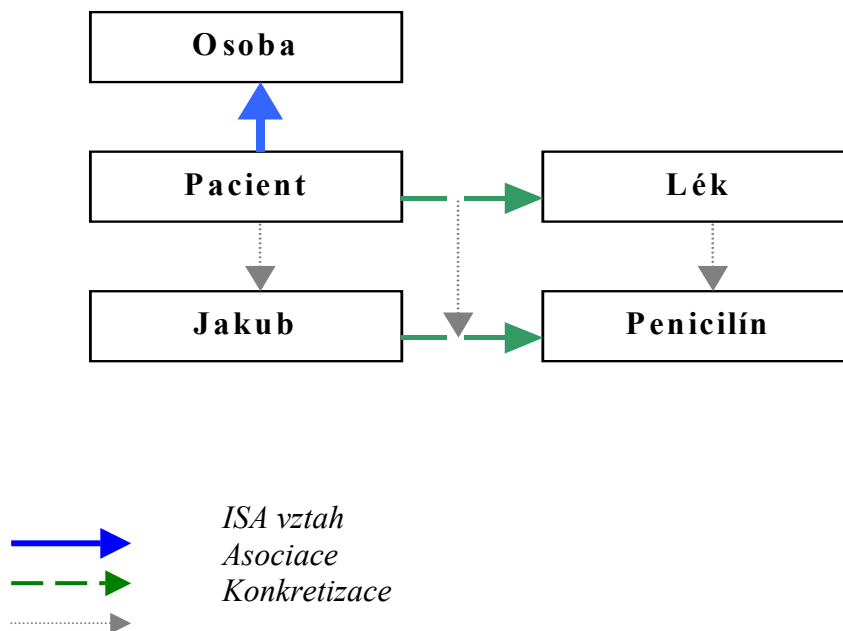 Osoba
Pacient
Lék
Jakub
Penicilín
ISA vztah
Asociace
Konkretizace